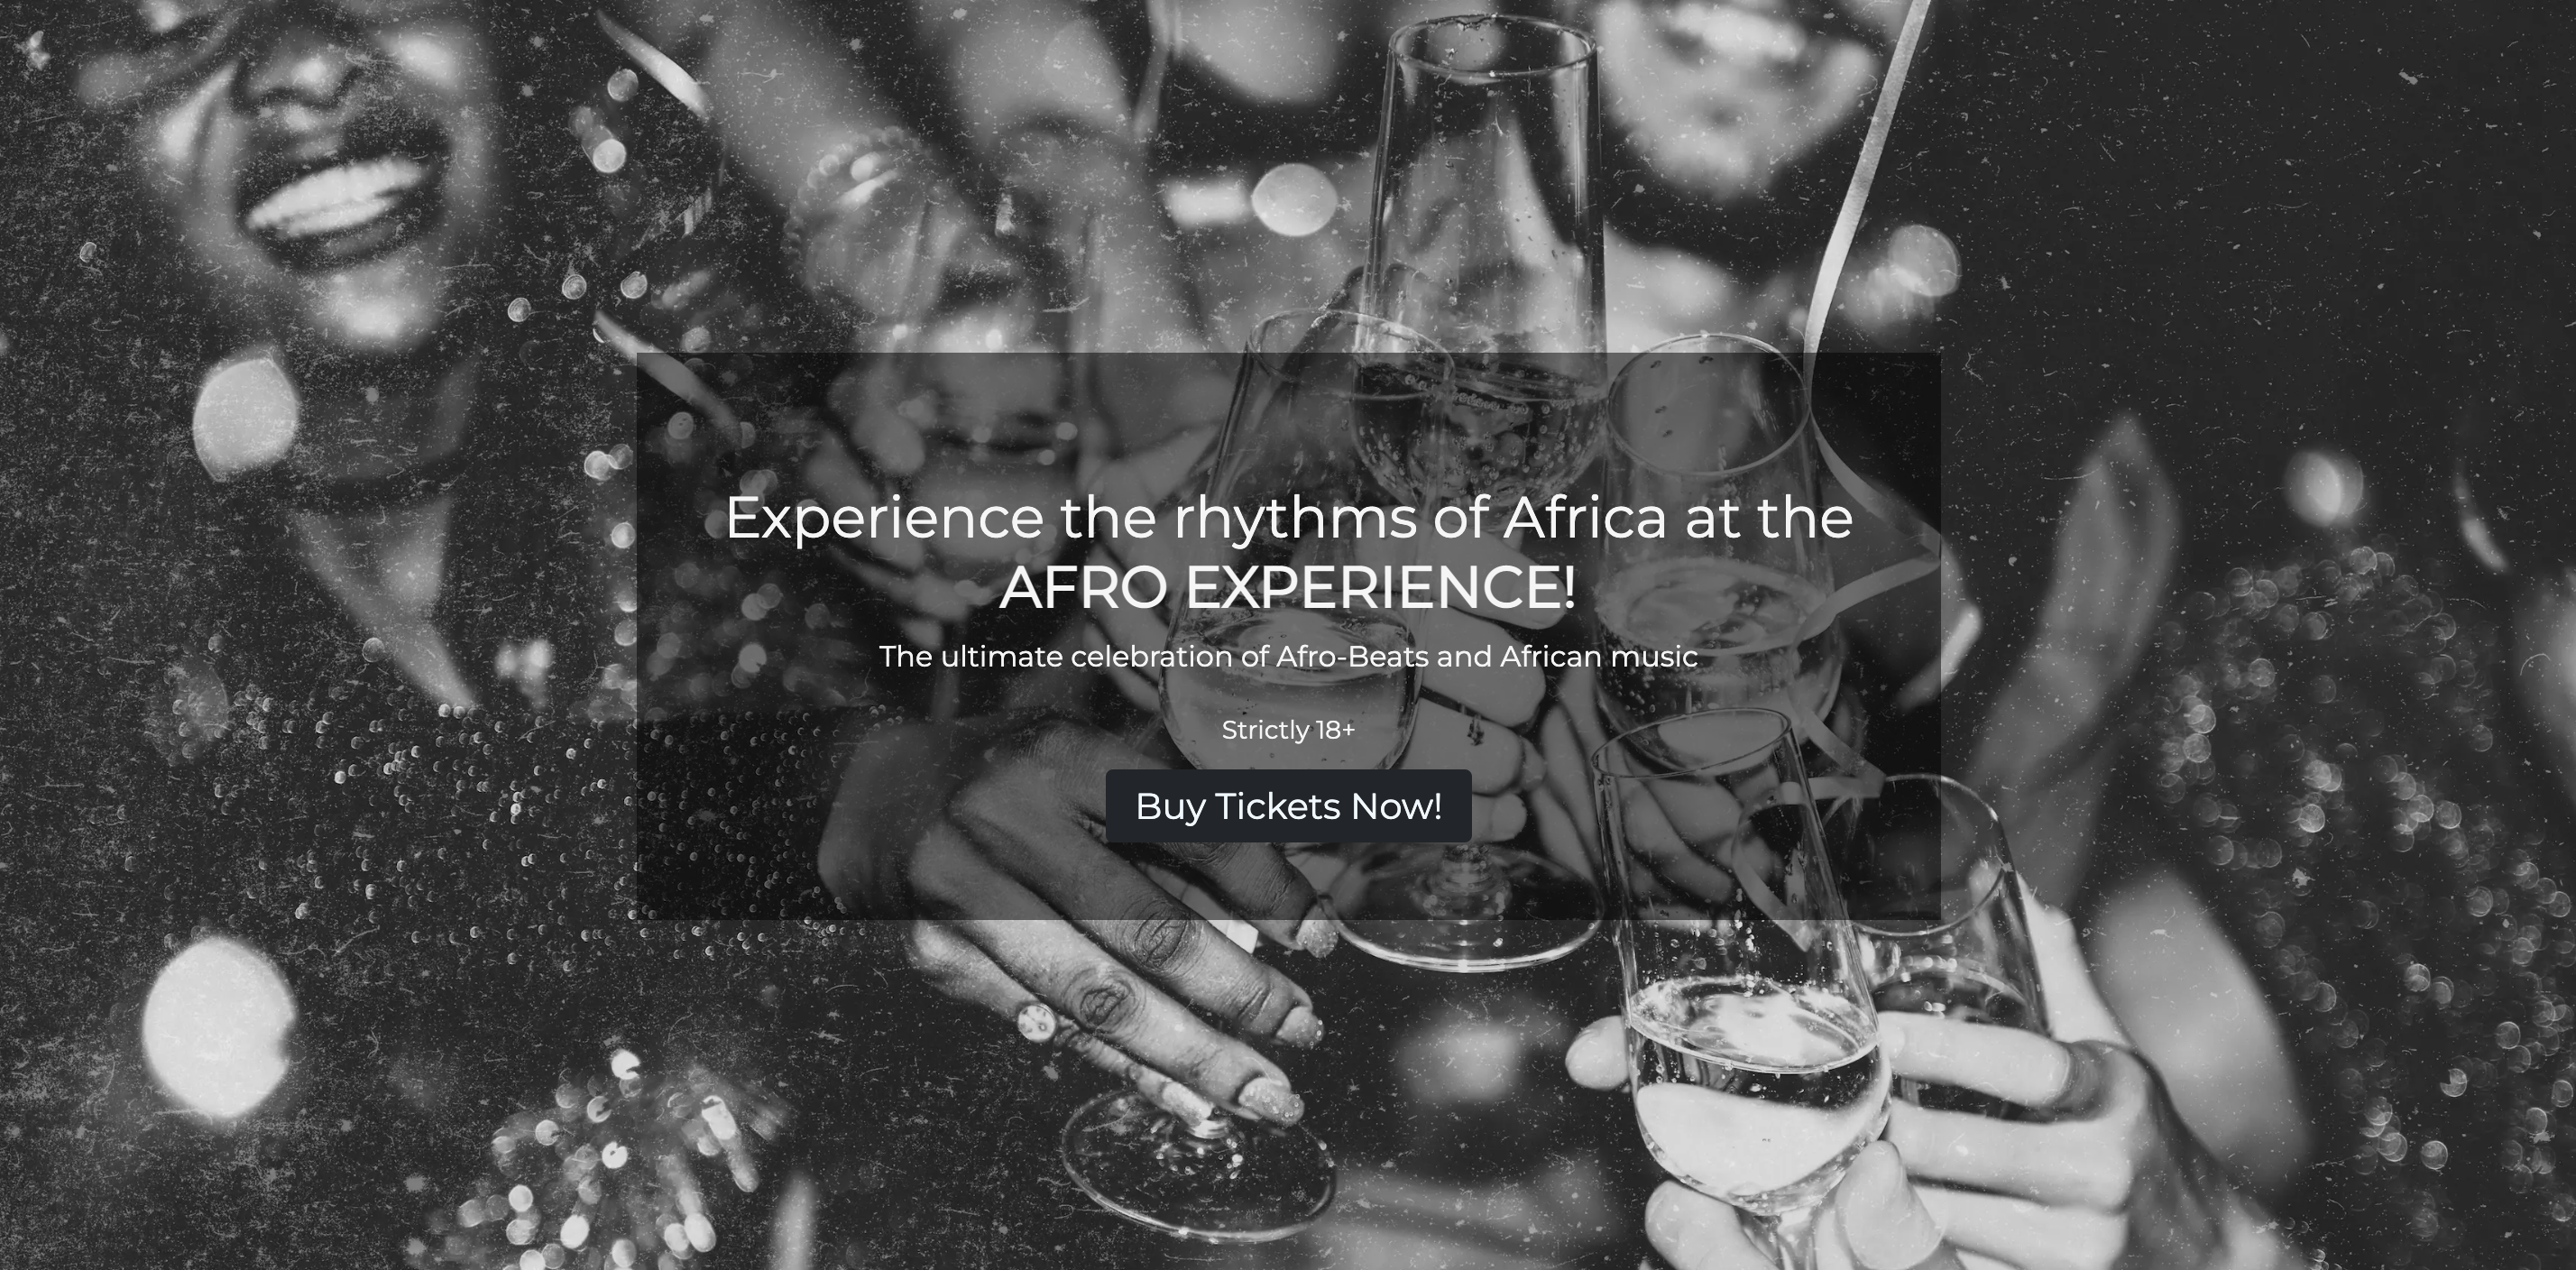 Experience the rhythms of Africa at the
AFRO EXPERIENCE!
The ultimate celebration of Afro-Beats and African music
Strictly 18+
Buy Tickets Now!